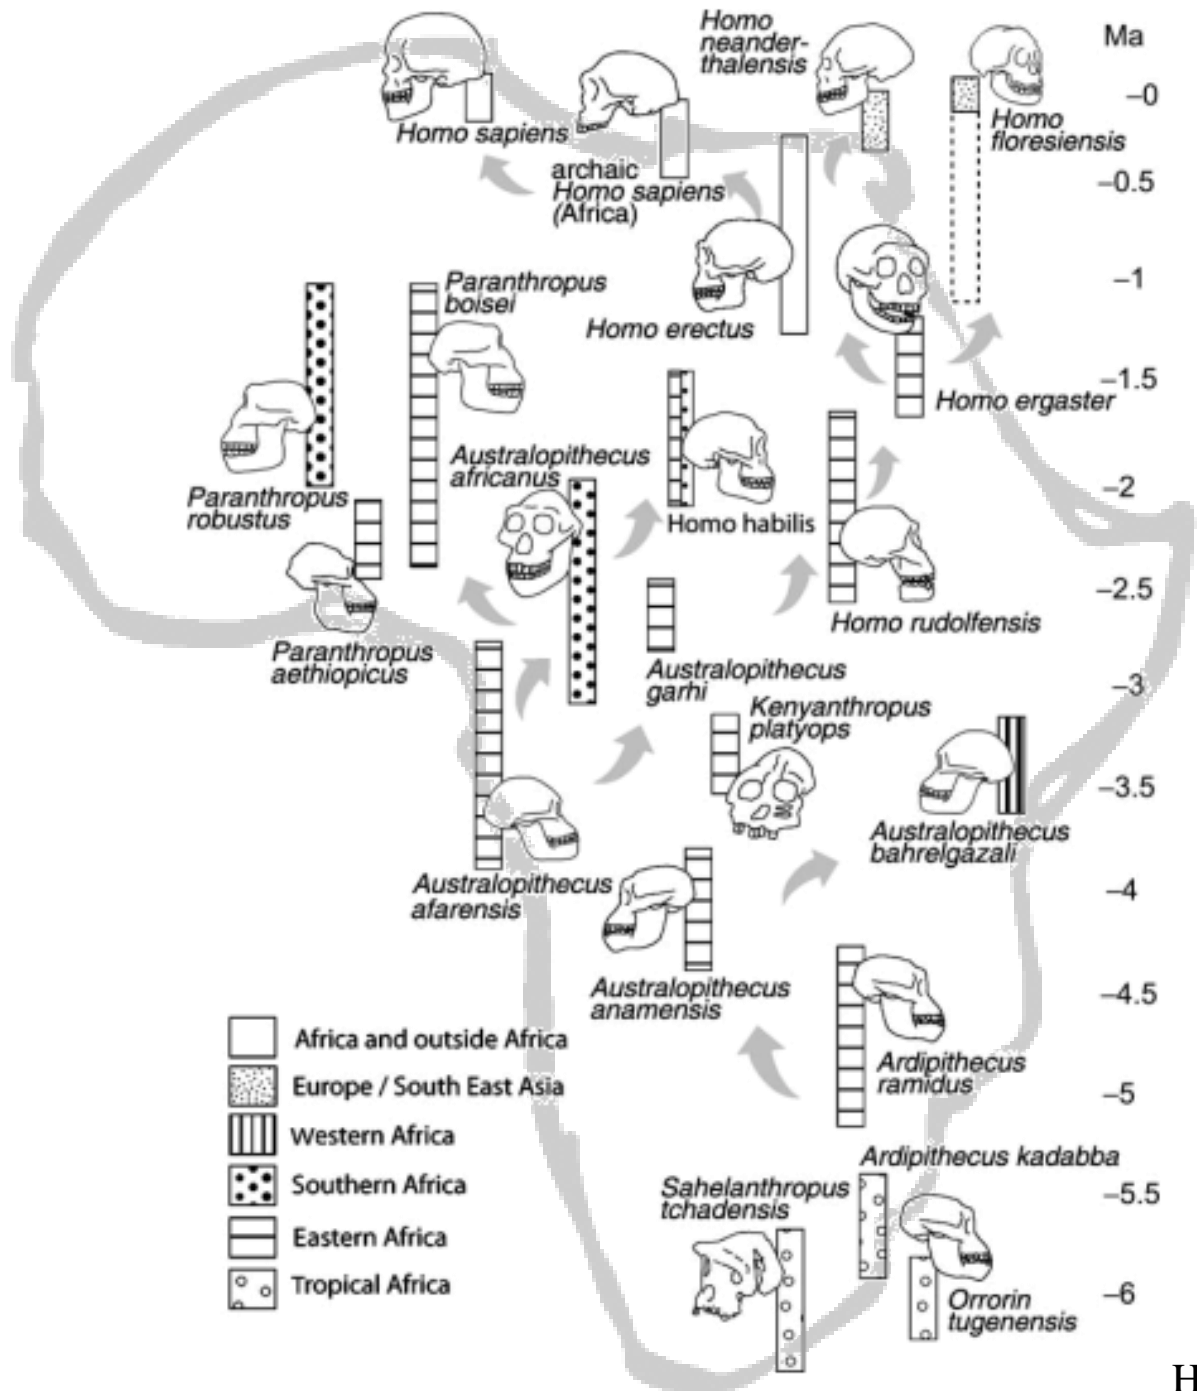 Homo
neander-
thalensis
Ma
–0
Homo sapiens
Homo
floresiensis
archaic
Homo sapiens
(Africa)
–0.5
Paranthropus
boisei
–1
Homo erectus
–1.5
Homo ergaster
Australopithecus
africanus
Paranthropus
robustus
–2
Homo habilis
–2.5
Homo rudolfensis
Paranthropus
aethiopicus
Australopithecus
garhi
–3
Kenyanthropus
platyops
–3.5
Australopithecus
bahrelgazali
Australopithecus
afarensis
–4
Australopithecus
anamensis
–4.5
Africa and outside Africa
Ardipithecus
ramidus
Europe / South East Asia
–5
Western Africa
Ardipithecus kadabba
Southern Africa
Sahelanthropus
tchadensis
–5.5
Eastern Africa
Tropical Africa
–6
Orrorin
tugenensis
H